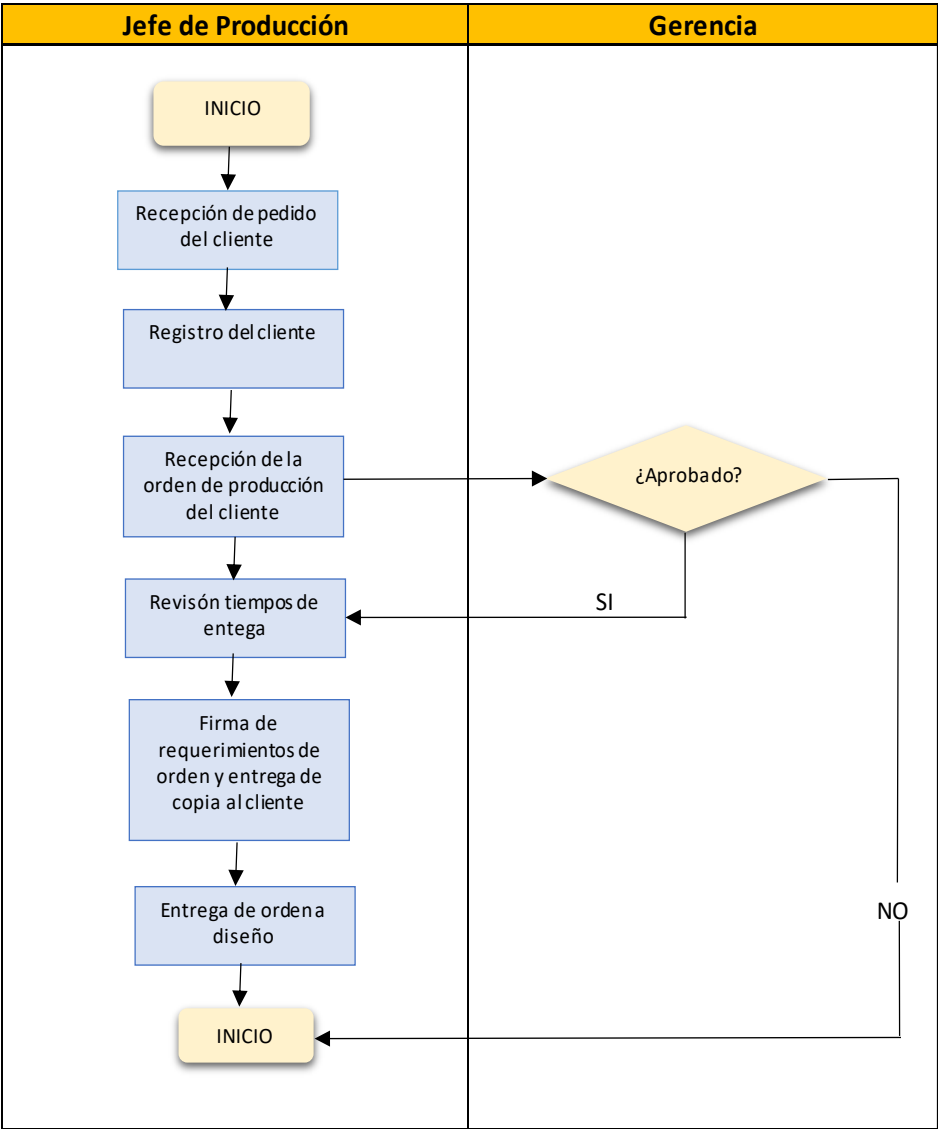 Jefe de Producción
Gerencia
INICIO
Recepción de pedido
del cliente
Registro del cliente
Recepción de la
orden de producción
del cliente
¿Aprobado?
Revisón tiempos de
entega
SI
Firma de
requerimientos de
orden y entrega de
copia al cliente
Entrega de orden a
diseño
NO
INICIO